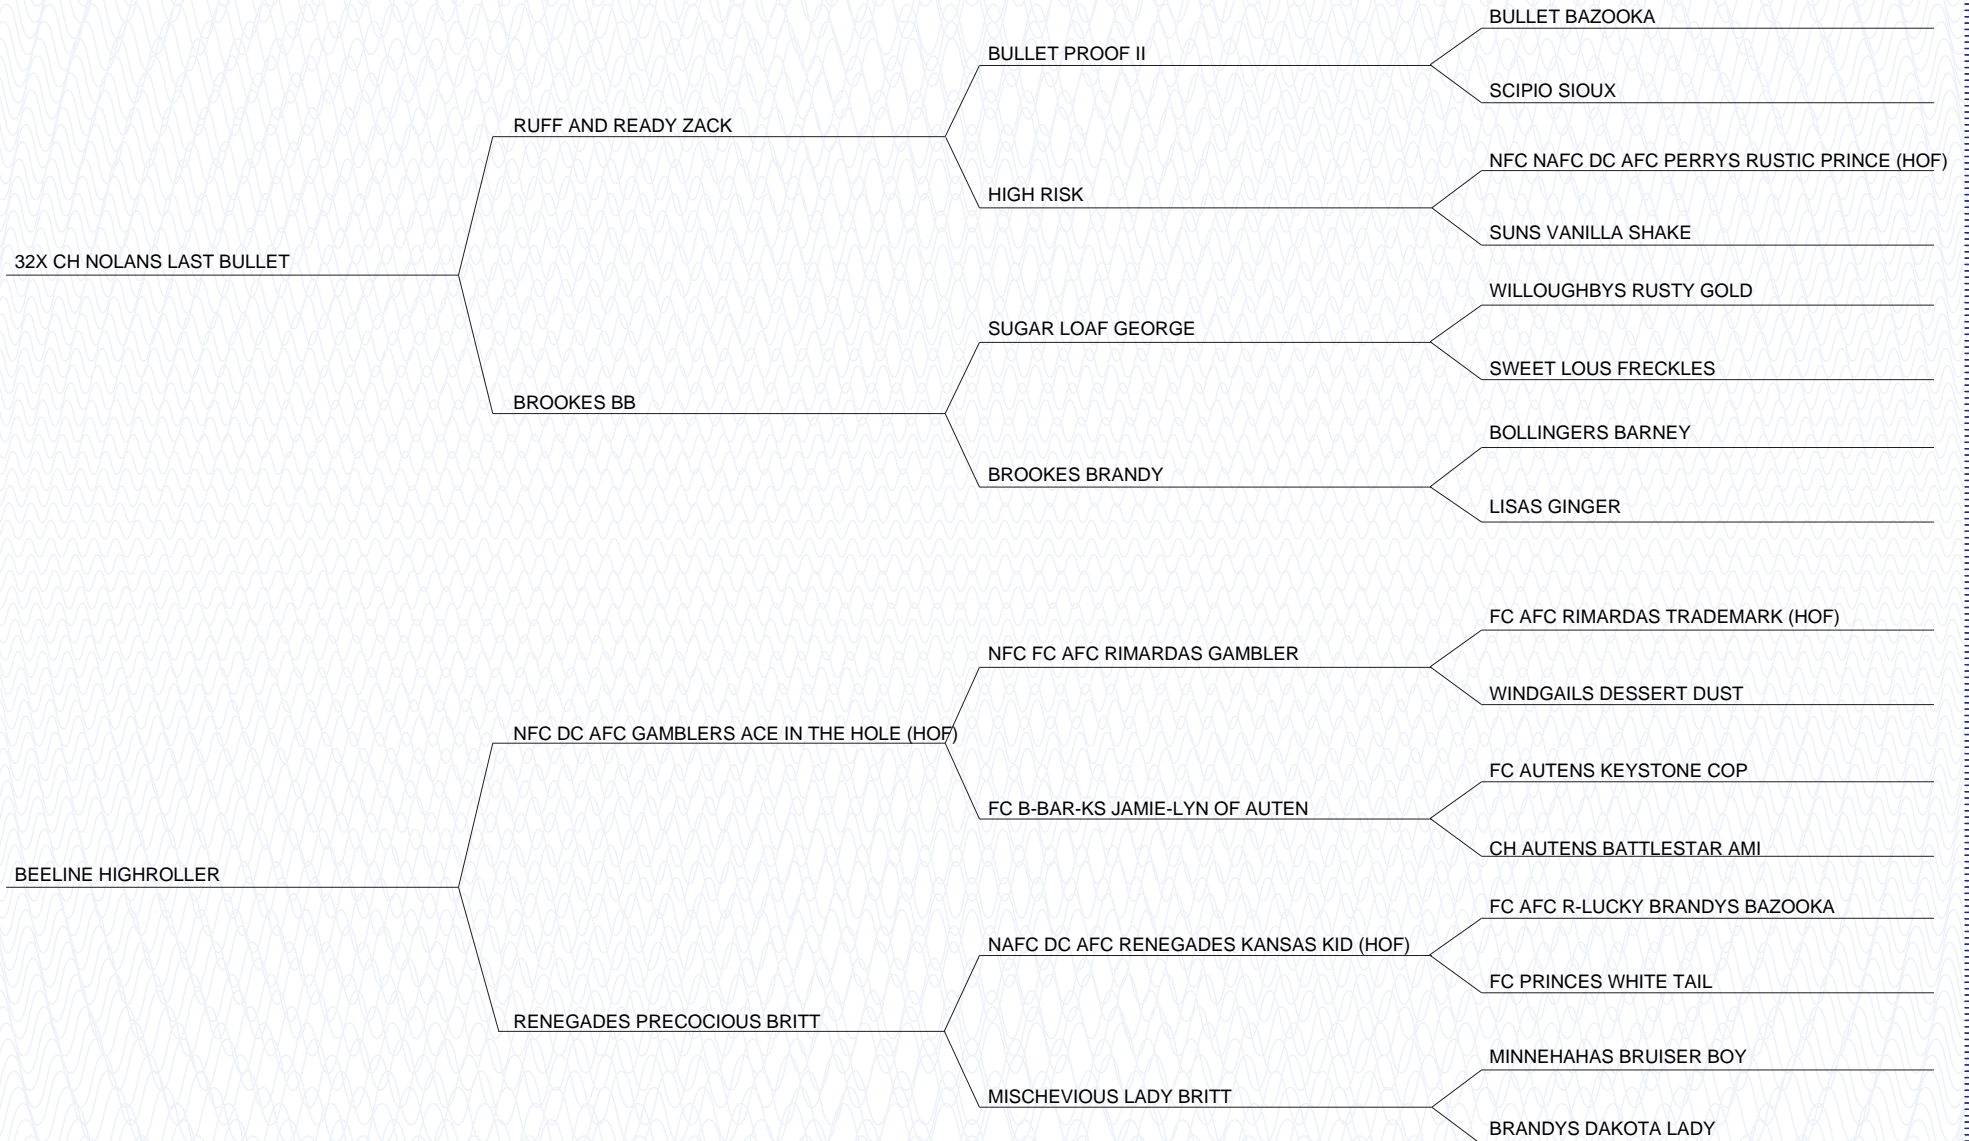 BULLET BAZOOKA
BULLET PROOF II
SCIPIO SIOUX
RUFF AND READY ZACK
NFC NAFC DC AFC PERRYS RUSTIC PRINCE (HOF)
HIGH RISK
SUNS VANILLA SHAKE
32X CH NOLANS LAST BULLET
WILLOUGHBYS RUSTY GOLD
SUGAR LOAF GEORGE
SWEET LOUS FRECKLES
BROOKES BB
BOLLINGERS BARNEY
BROOKES BRANDY
LISAS GINGER
FC AFC RIMARDAS TRADEMARK (HOF)
NFC FC AFC RIMARDAS GAMBLER
WINDGAILS DESSERT DUST
NFC DC AFC GAMBLERS ACE IN THE HOLE (HOF)
FC AUTENS KEYSTONE COP
FC B-BAR-KS JAMIE-LYN OF AUTEN
CH AUTENS BATTLESTAR AMI
BEELINE HIGHROLLER
FC AFC R-LUCKY BRANDYS BAZOOKA
NAFC DC AFC RENEGADES KANSAS KID (HOF)
FC PRINCES WHITE TAIL
RENEGADES PRECOCIOUS BRITT
MINNEHAHAS BRUISER BOY
MISCHEVIOUS LADY BRITT
BRANDYS DAKOTA LADY